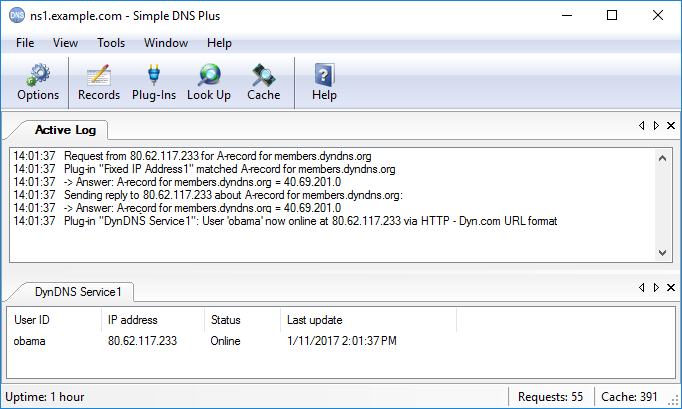 DNS ns1.example.com - Simple DNS Plus
File View Tools Window Help
Options Records Plug-Ins Look Up Cache Help
Active Log
14:01:37 Request from 80.62.117.233 for A-record for members.dyndns.org
14:01:37 Plug-in "Fixed IP Address1" matched A-record for members.dyndns.org
14:01:37 -> Answer: A-record for members.dyndns.org = 40.69.201.0
14:01:37 Sending reply to 80.62.117.233 about A-record for members.dyndns.org:
14:01:37 -> Answer: A-record for members.dyndns.org = 40.69.201.0
14:01:37 Plug-in "DynDNS Service1": User 'obama' now online at 80.62.117.233 via HTTP - Dyn.com URL format
DynDNS Service1
User ID IP address Status Last update
obama 80.62.117.233 Online 1/11/2017 2:01:37 PM
Uptime: 1 hour Requests: 55 Cache: 391